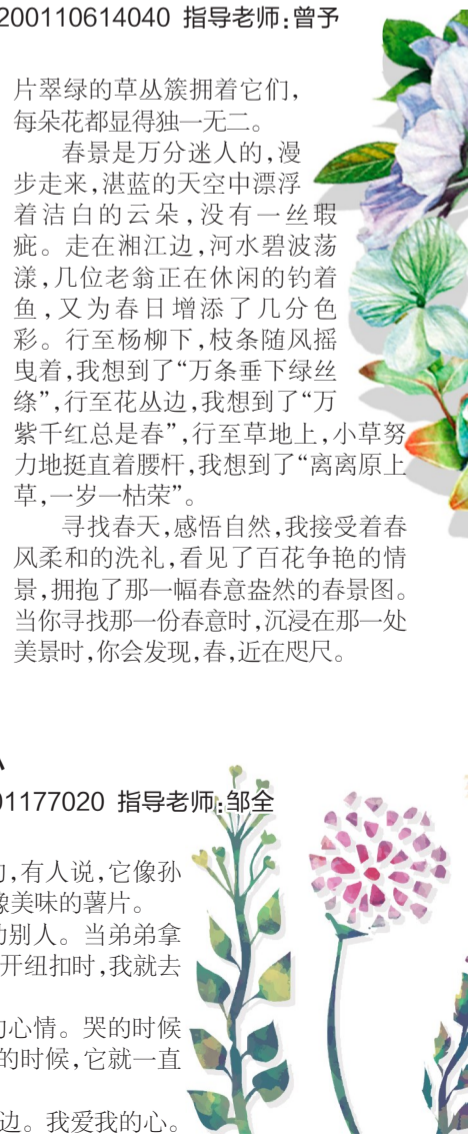 200110614040 指导老师:曾予
片翠绿的草丛簇拥着它们,
每朵花都显得独一无二。
春景是万分迷人的,漫
步走来,湛蓝的天空中漂浮
着洁白的云朵,没有一丝瑕
疵。走在湘江边,河水碧波荡
漾,几位老翁正在休闲的钓着
鱼,又为春日增添了几分色
彩。行至杨柳下,枝条随风摇
曳着,我想到了“万条垂下绿丝
绦”,行至花丛边,我想到了“万
紫千红总是春”,行至草地上,小草努
力地挺直着腰杆,我想到了“离离原上
草,一岁一枯荣”。
寻找春天,感悟自然,我接受着春
风柔和的洗礼,看见了百花争艳的情
景,拥抱了那一幅春意盎然的春景图。
当你寻找那一份春意时,沉浸在那一处
美景时,你会发现,春,近在咫尺。
01177020 指导老师:邹全
,有人说,它像孙
像美味的薯片。
助别人。当弟弟拿
开纽扣时,我就去
的心情。哭的时候
的时候,它就一直
边。我爱我的心。